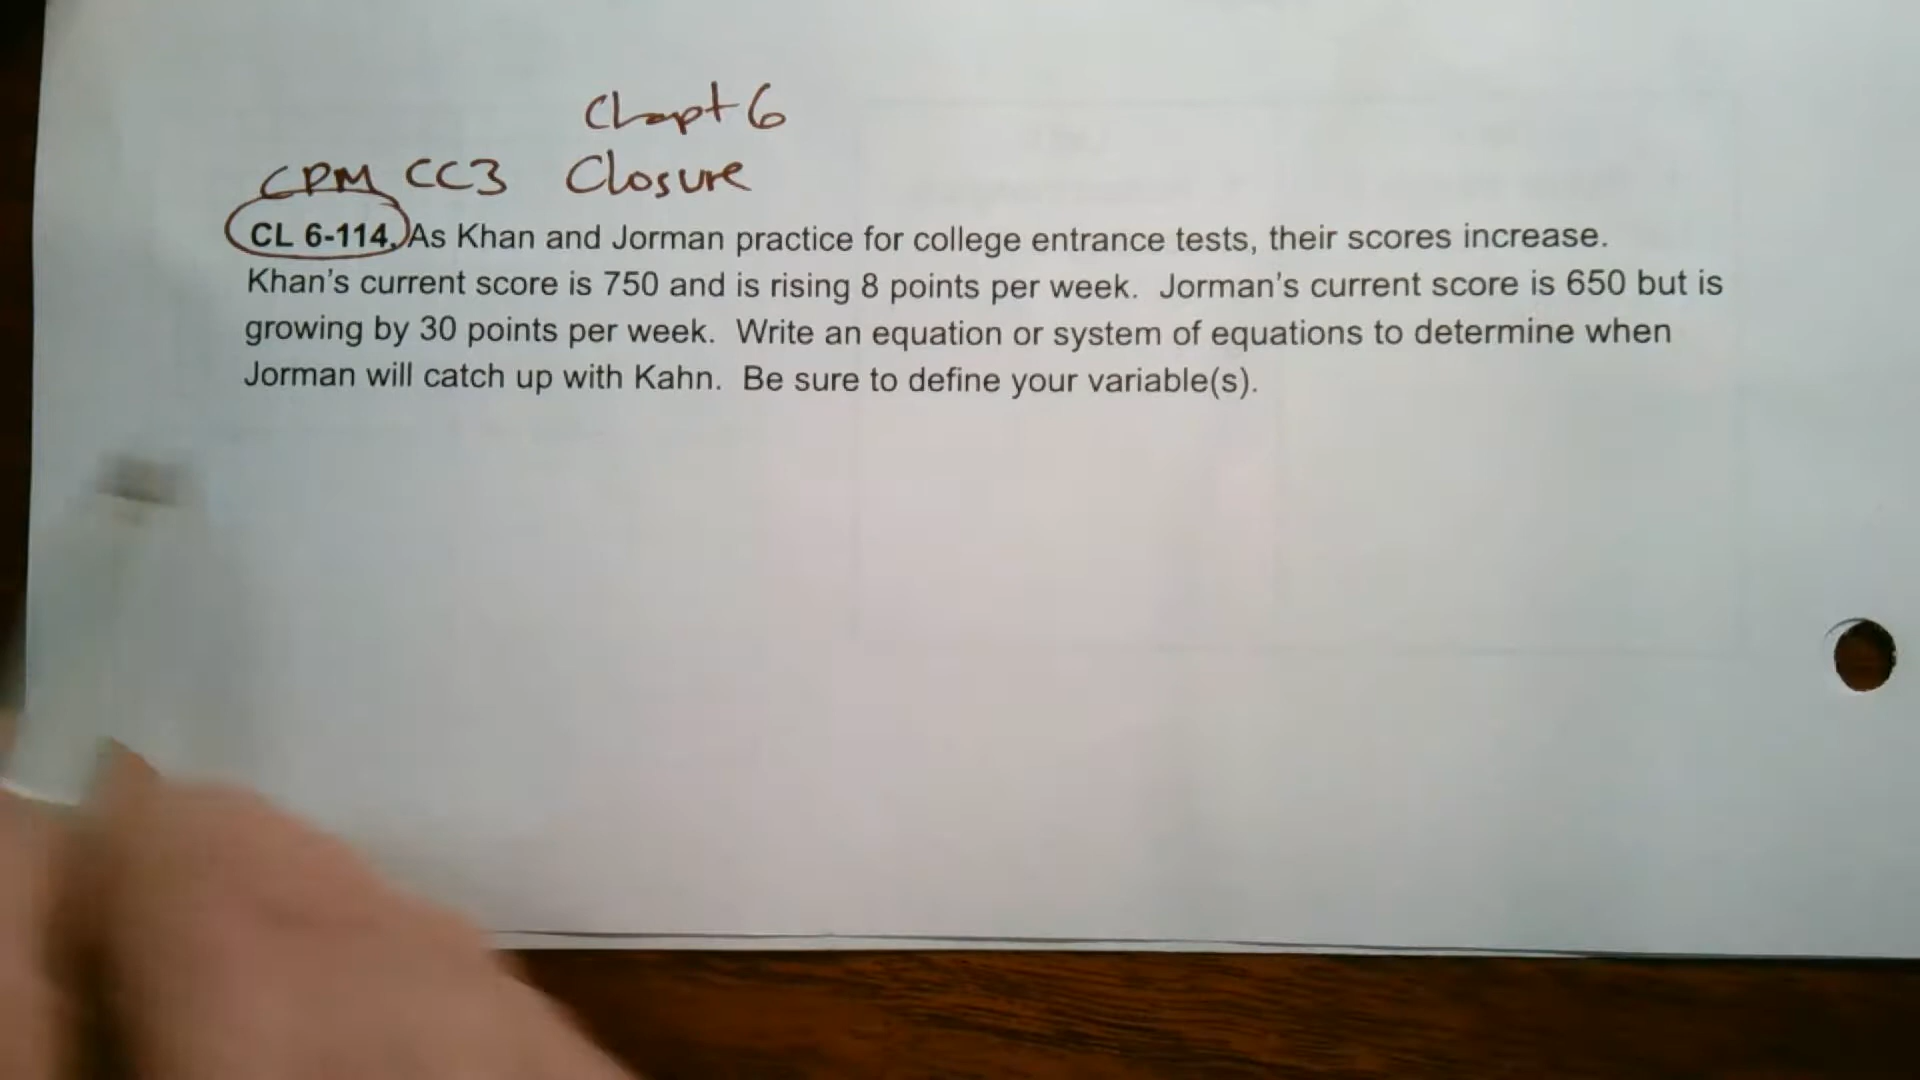 Chapt 6
CPM CC3 Closure
CL 6-114. As Khan and Jorman practice for college entrance tests, their scores increase.
Khan's current score is 750 and is rising 8 points per week. Jorman's current score is 650 but is
growing by 30 points per week. Write an equation or system of equations to determine when
Jorman will catch up with Kahn. Be sure to define your variable(s).